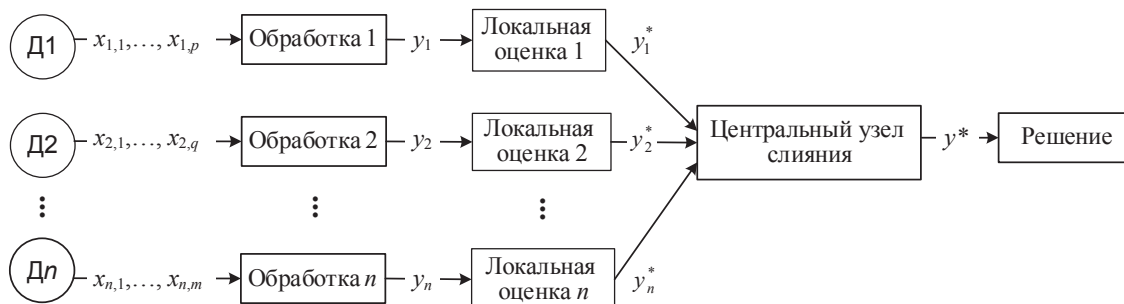 Д1 x1,1,…, x1,p Обработка 1 y1 Локальная
оценка 1 y1*
Д2 x2,1,…, x2,q Обработка 2 y2 Локальная
оценка 2 y2* Центральный узел
слияния y* Решение
Дn xn,1,…, xn,m Обработка n yn Локальная
оценка n yn*